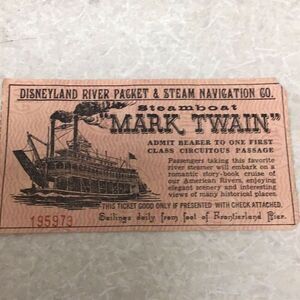 DISNEYLAND RIVER PACKET & STEAM NAVIGATION CO.
Steamboat
"MARK TWAIN"
ADMIT BEARER TO ONE FIRST
CLASS CIRCUITOUS PASSAGE
Passengers taking this favorite
river steamer will embark on a
romantic story-book cruise of
our American Rivers, enjoying
elegant scenery and interesting
views of many historical places.
THIS TICKET GOOD ONLY IF PRESENTED WITH CHECK ATTACHED.
195973
Sailings daily from foot of Frontierland Pier.